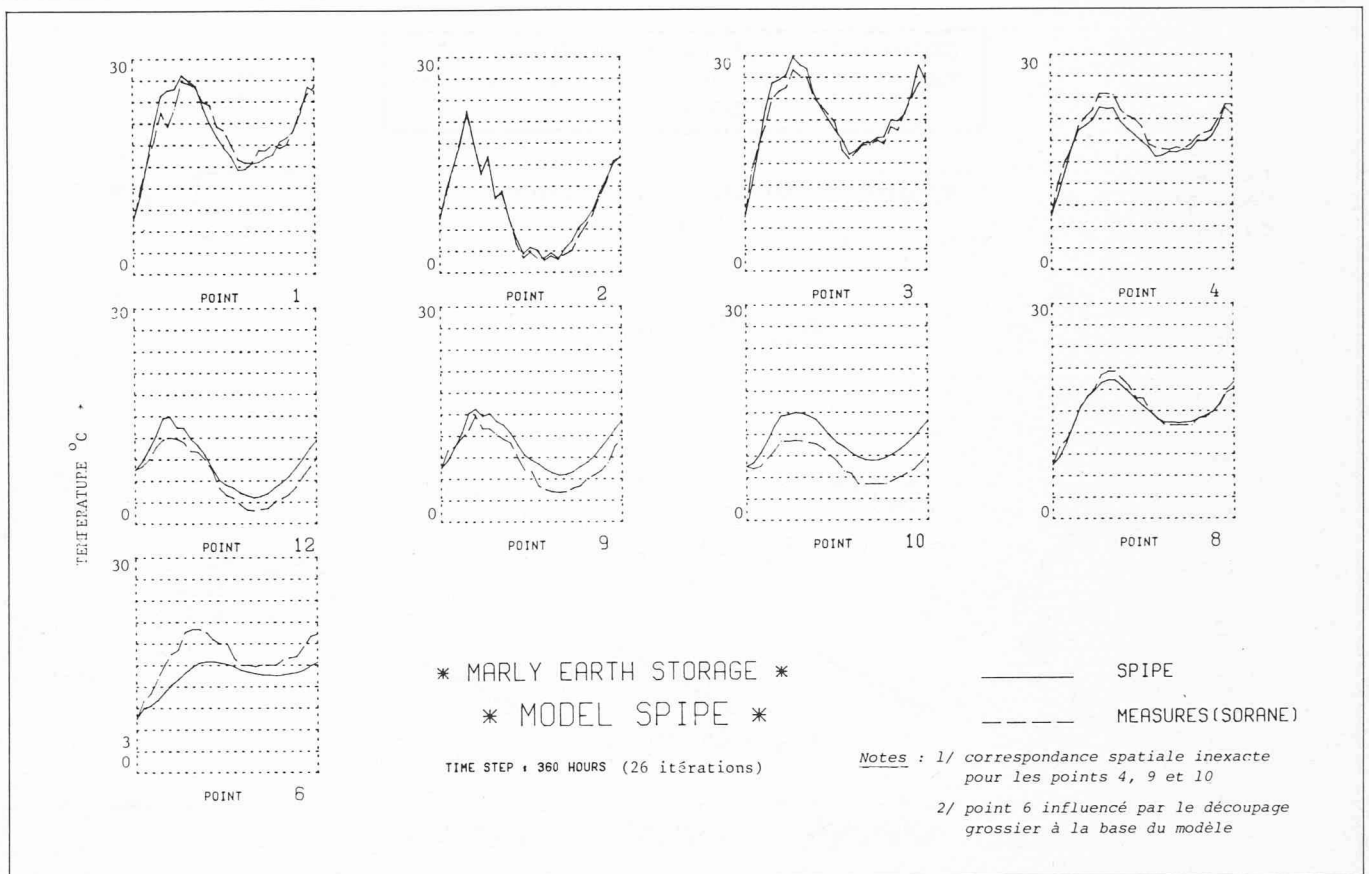 30 30 30 30
0 0 0 0
POINT 1 POINT 2 POINT 3 POINT 4
30 30 30 30
TEMPERATURE °C
0 0 0 0
POINT 12 POINT 9 POINT 10 POINT 8
30
3
0
POINT 6
* MARLY EARTH STORAGE *
* MODEL SPIPE *
TIME STEP : 360 HOURS (26 itérations)
SPIPE
MEASURES(SORANE)
Notes : 1/ correspondance spatiale inexacte
pour les points 4, 9 et 10
2/ point 6 influencé par le découpage
grossier à la base du modèle